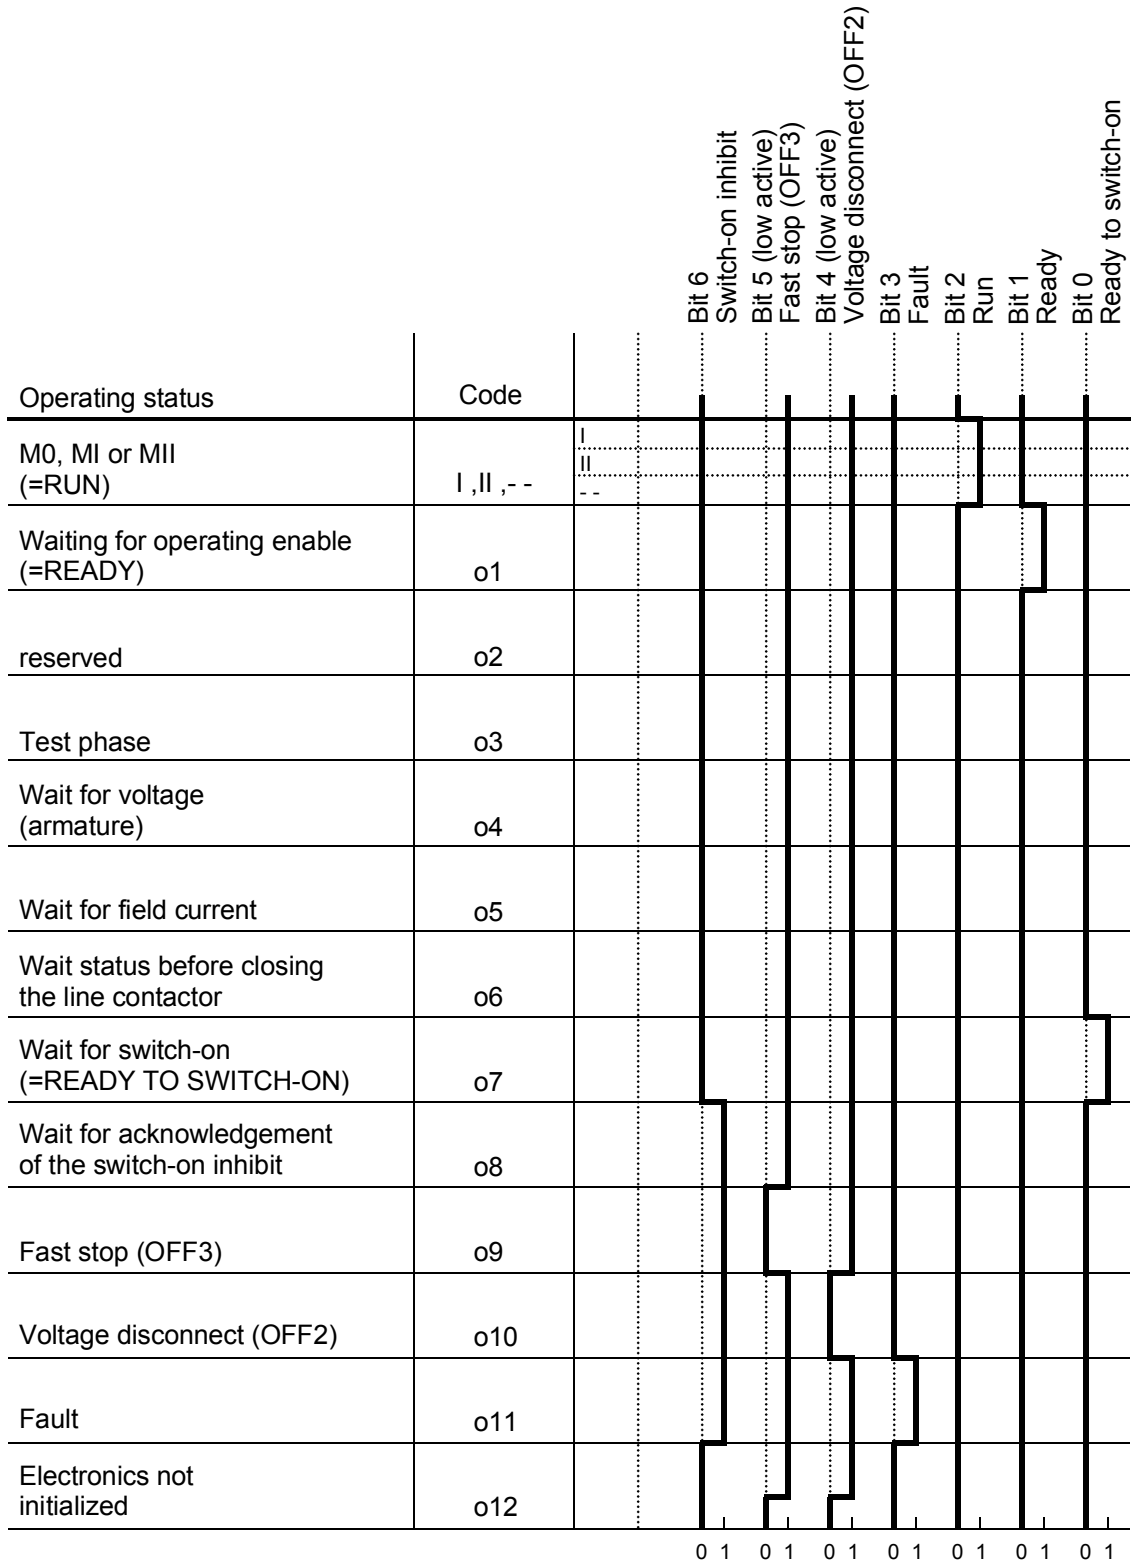 Bit 6
Switch-on inhibit
Bit 5 (low active)
Fast stop (OFF3)
Bit 4 (low active)
Voltage disconnect (OFF2)
Bit 3
Fault
Bit 2
Run
Bit 1
Ready
Bit 0
Ready to switch-on
Operating status Code
M0, MI or MII
(=RUN) I ,II ,- -
I
II
- -
Waiting for operating enable
(=READY) o1
reserved o2
Test phase o3
Wait for voltage
(armature) o4
Wait for field current o5
Wait status before closing
the line contactor o6
Wait for switch-on
(=READY TO SWITCH-ON) o7
Wait for acknowledgement
of the switch-on inhibit o8
Fast stop (OFF3) o9
Voltage disconnect (OFF2) o10
Fault o11
Electronics not
initialized o12
0 1 0 1 0 1 0 1 0 1 0 1 0 1